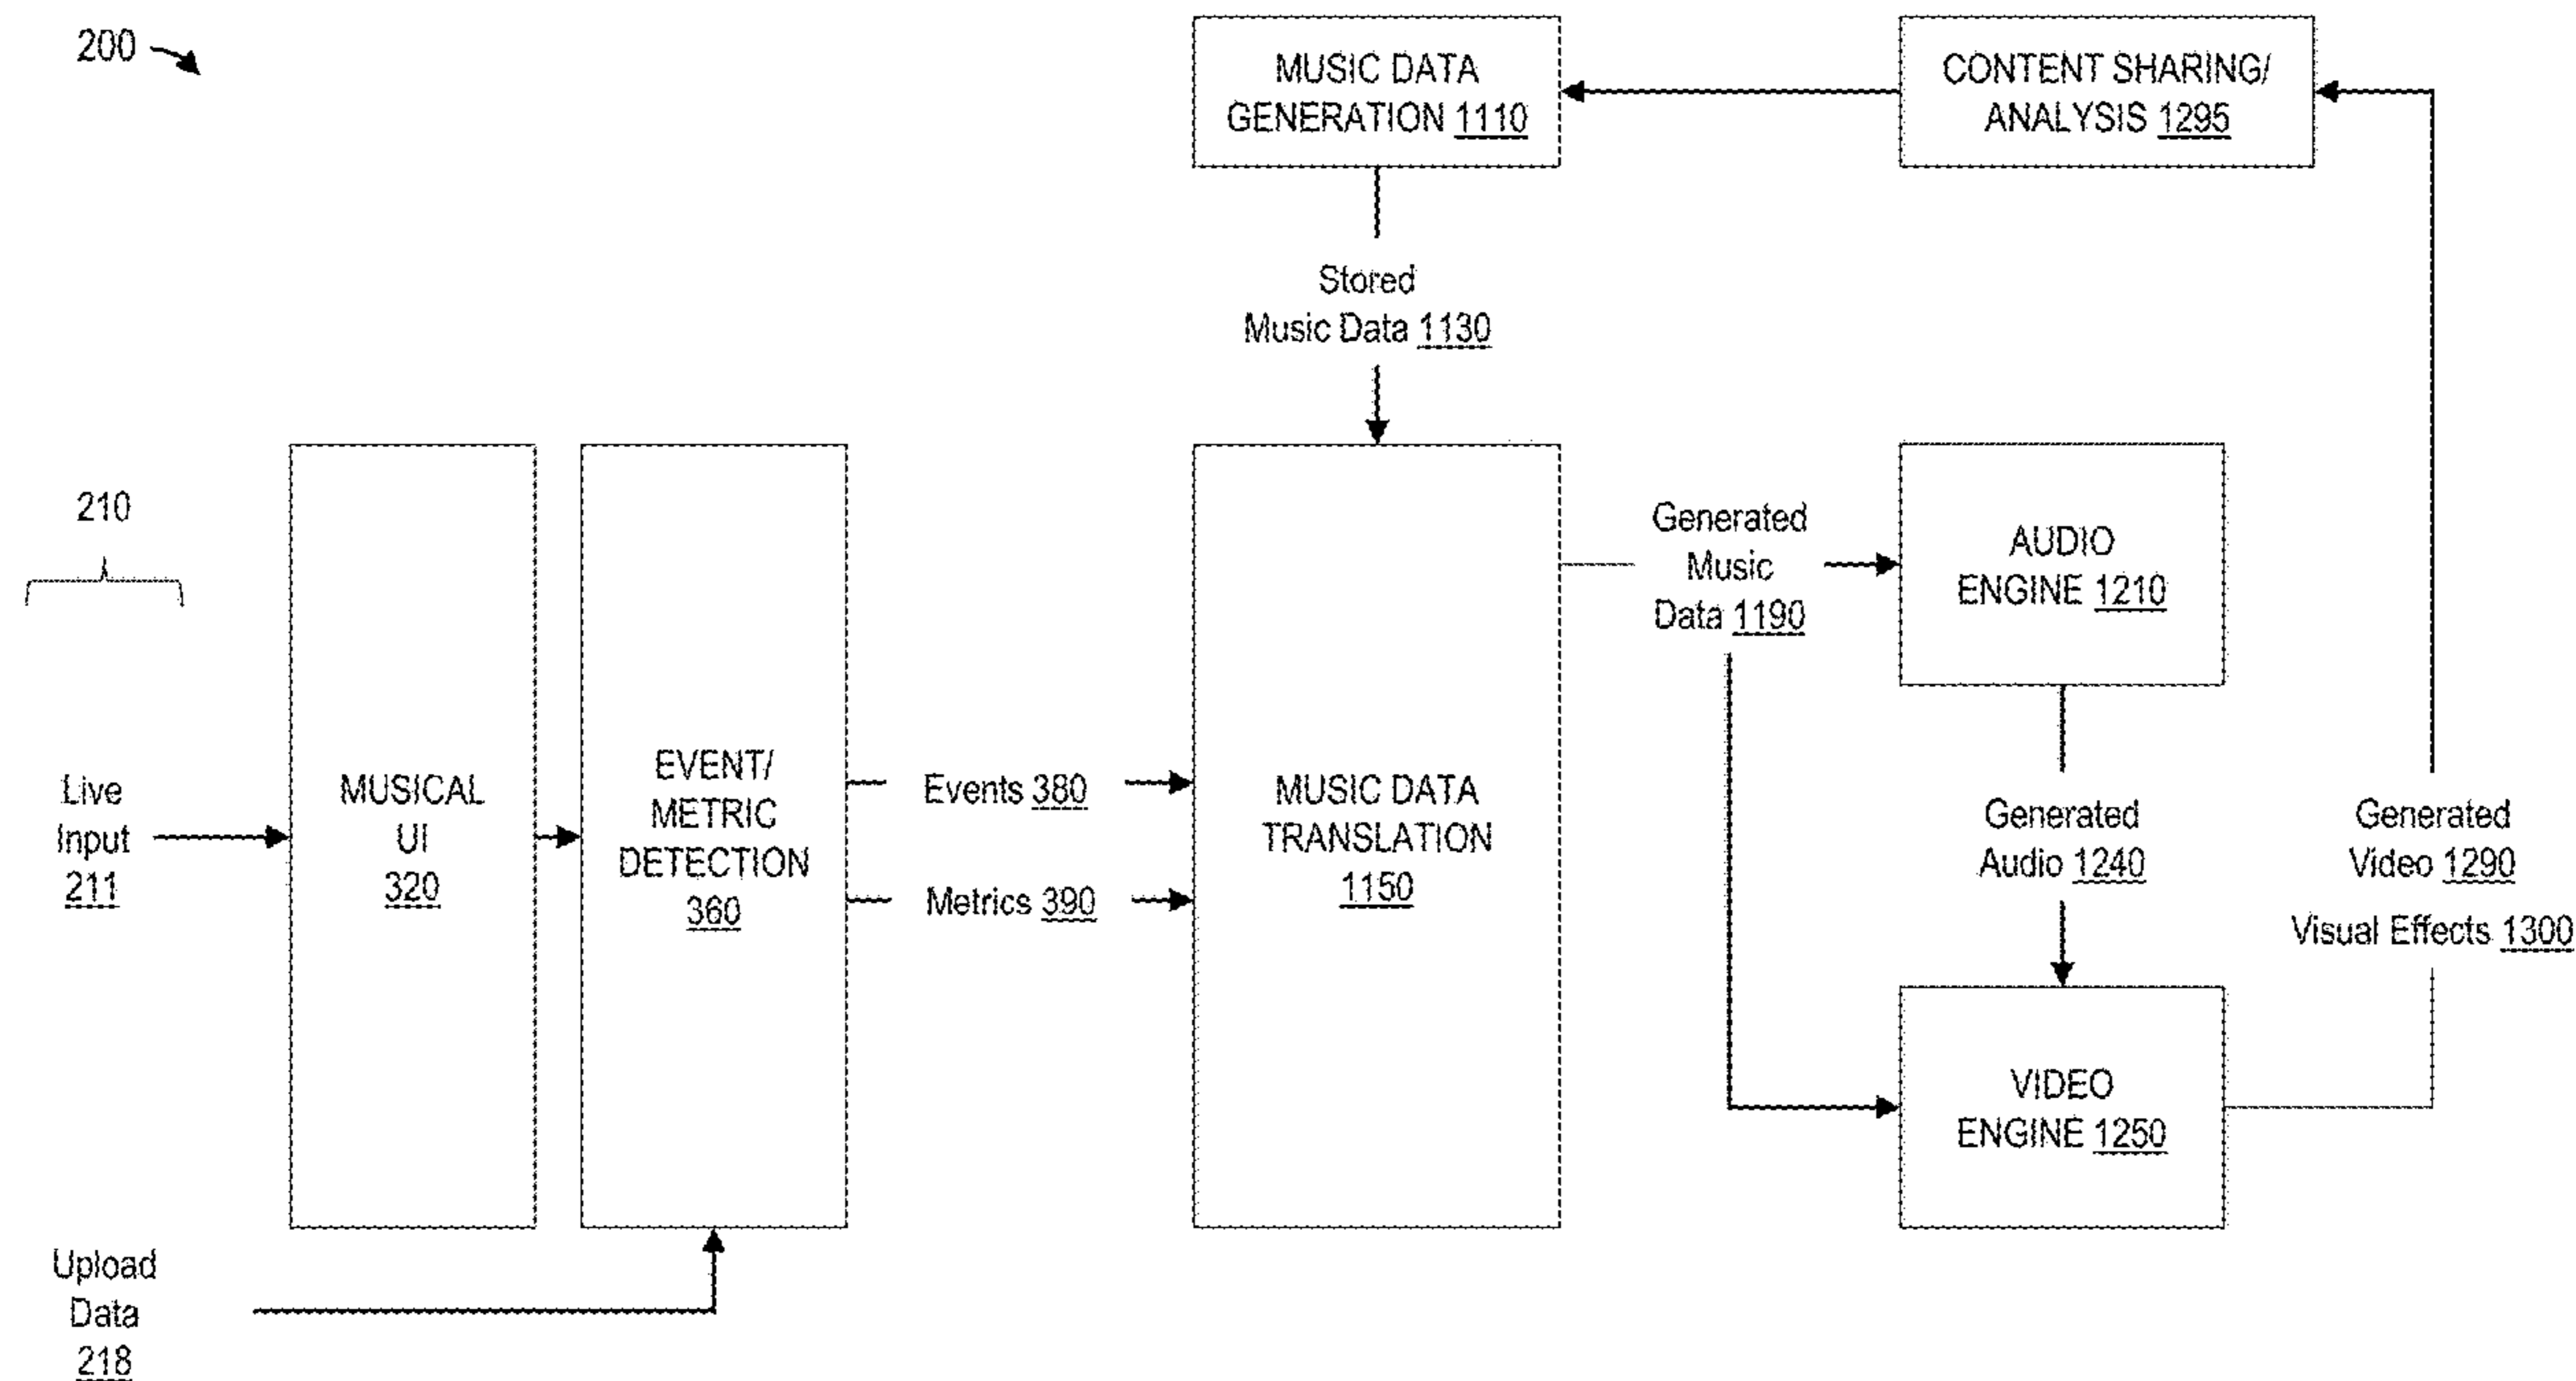 200
MUSIC DATA
GENERATION 1110
CONTENT SHARING/
ANALYSIS 1295
Stored
Music Data 1130
210
Live
Input
211
MUSICAL
UI
320
EVENT/
METRIC
DETECTION
360
Events 380
Metrics 390
MUSIC DATA
TRANSLATION
1150
Generated
Music
Data 1190
AUDIO
ENGINE 1210
Generated
Audio 1240
Generated
Video 1290
Visual Effects 1300
VIDEO
ENGINE 1250
Upload
Data
218